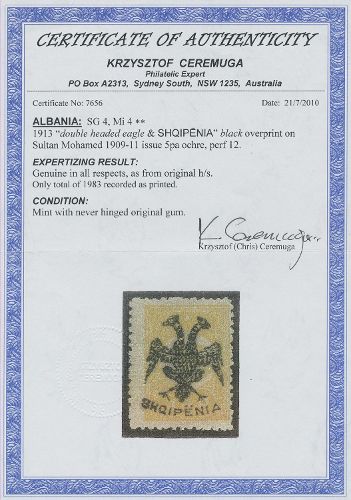 CERTIFICATE OF AUTHENTICITY
KRZYSZTOF CEREMUGA
Philatelic Expert
PO Box A2313, Sydney South, NSW 1235, Australia
Certificate No: 7656 Date: 21/7/2010
ALBANIA: SG 4, Mi 4 **
1913 "double headed eagle & SHQIPËNIA" black overprint on
Sultan Mohamed 1909-11 issue 5pa ochre, perf 12.
EXPERTIZING RESULT:
Genuine in all respects, as from original h/s.
Only total of 1983 recorded as printed.
CONDITION:
Mint with never hinged original gum.
K. Ceremuga
Krzysztof (Chris) Ceremuga
SHQIPËNIA